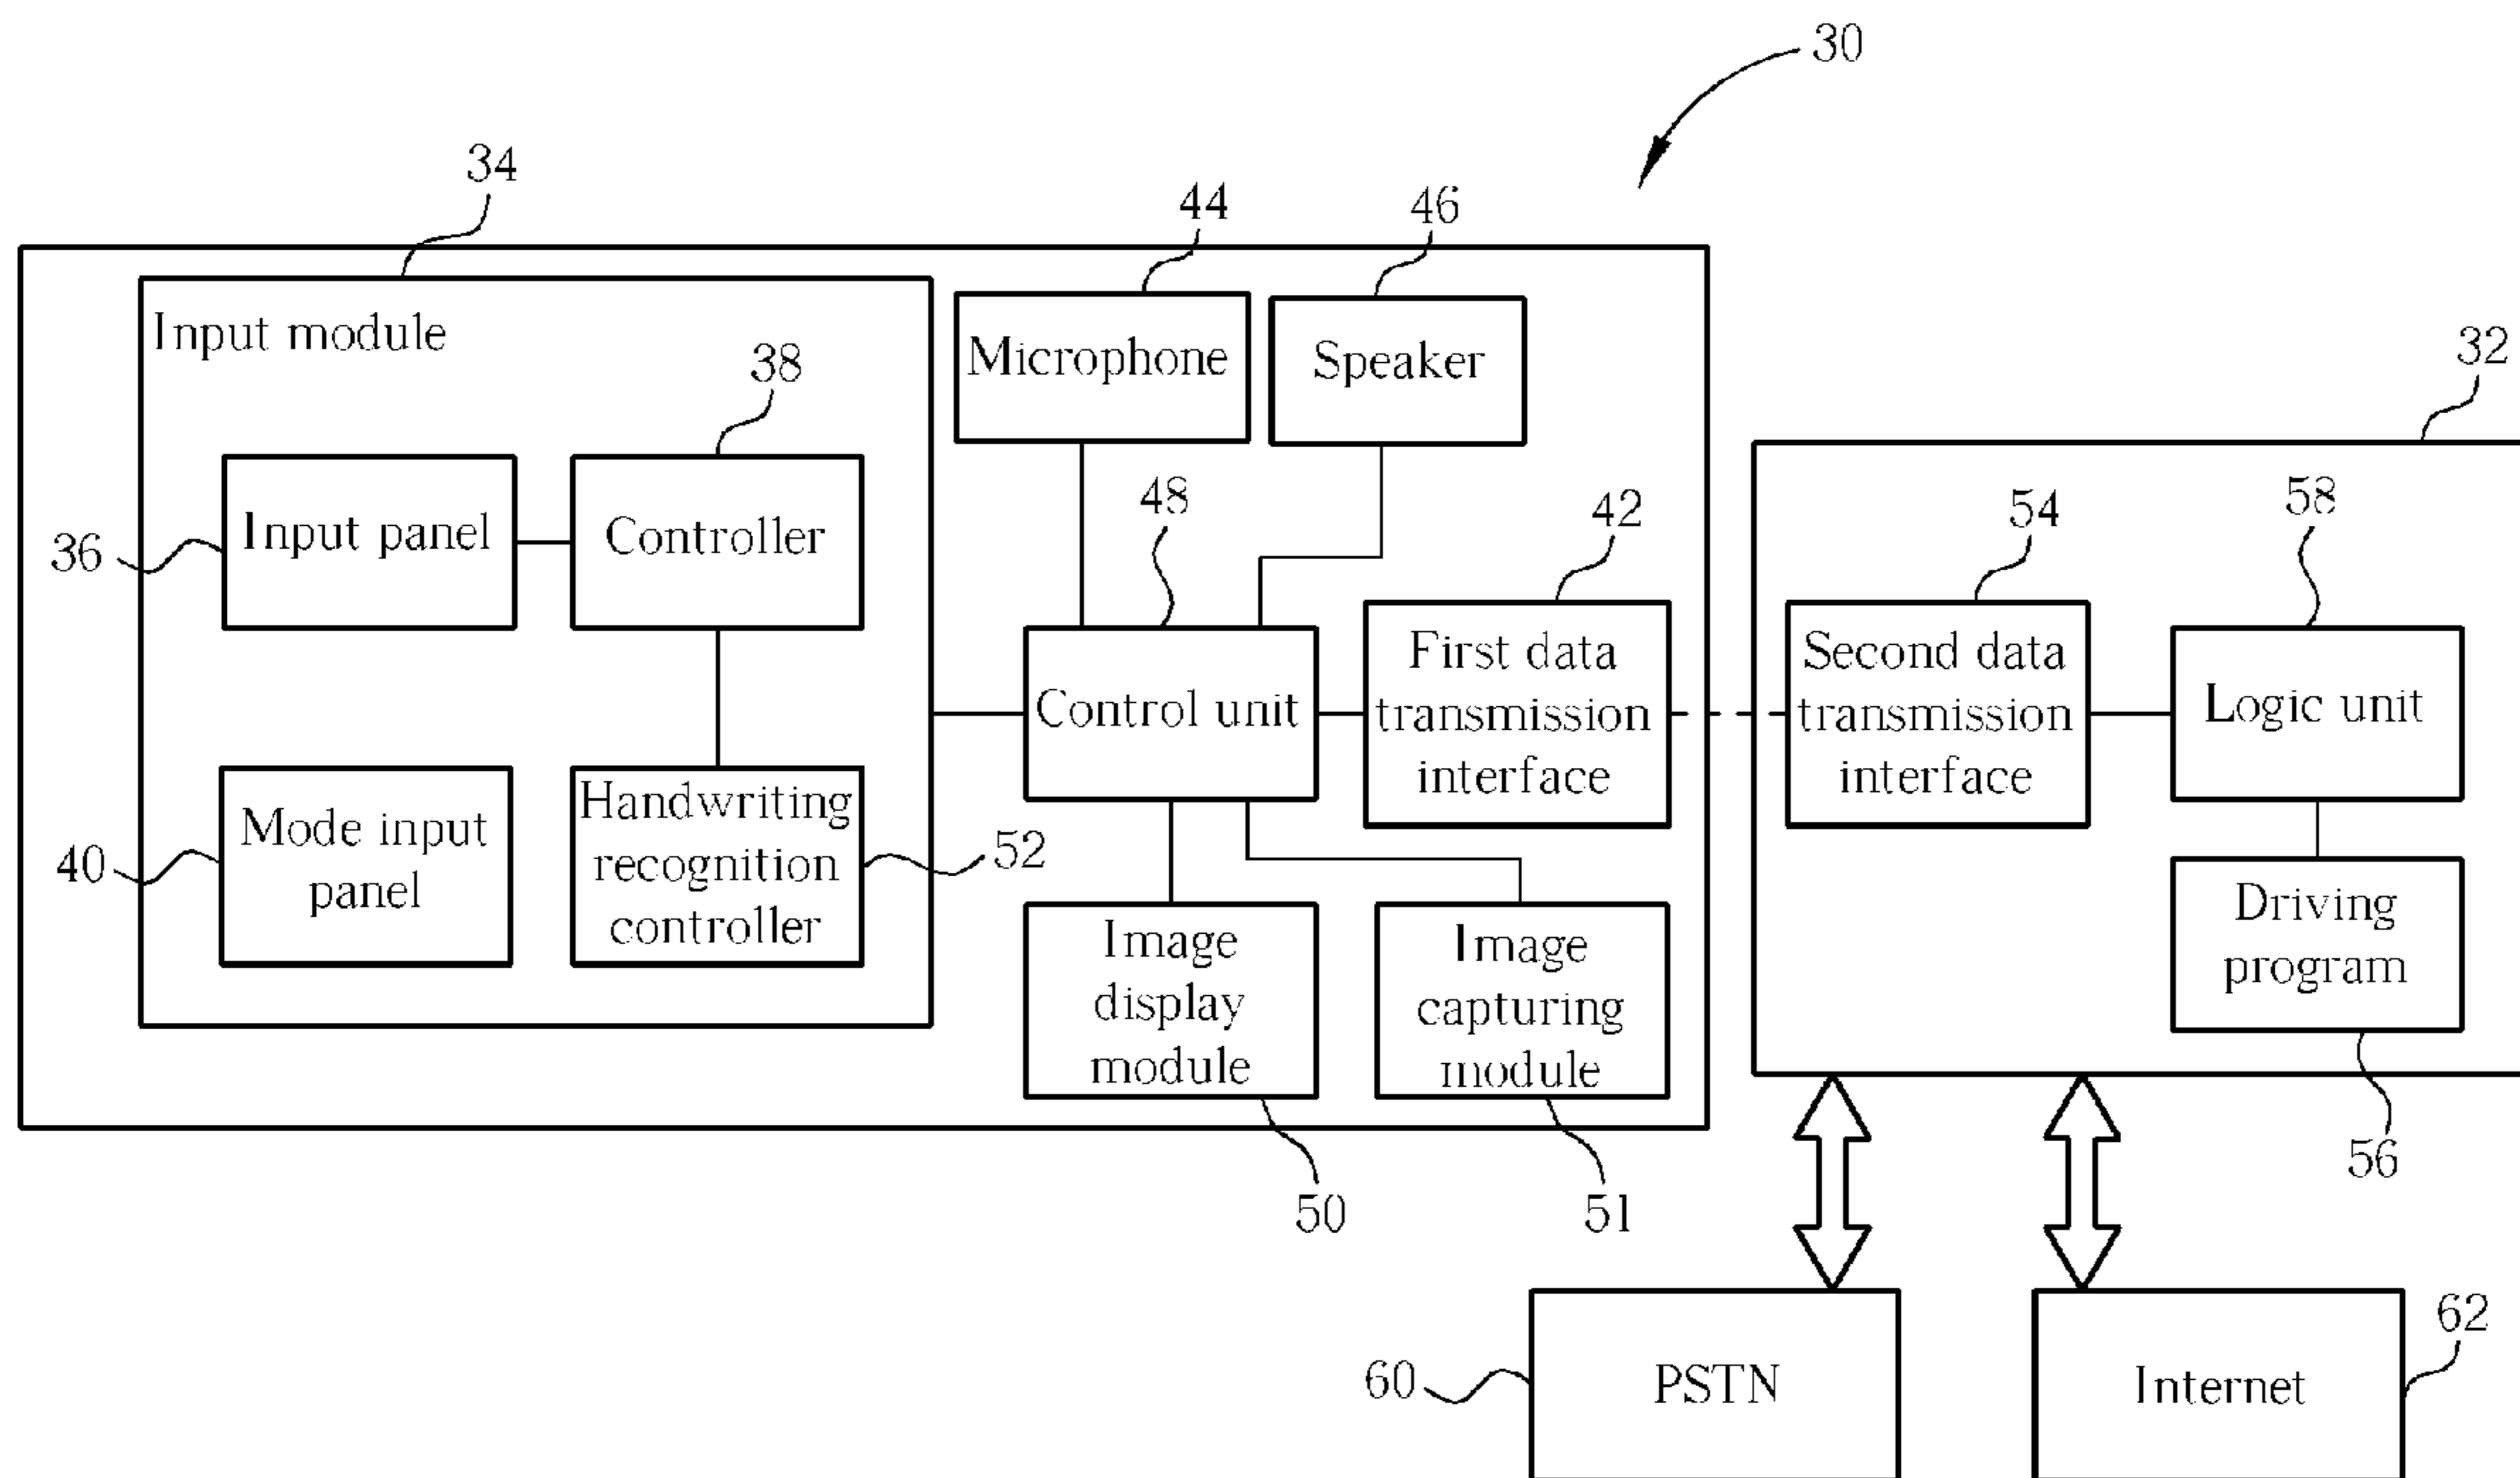 30
34
44
46
Input module
Microphone
Speaker
32
38
48
42
54
58
36
Input panel
Controller
First data
transmission
interface
Second data
transmission
interface
Control unit
Logic unit
40
Mode input
panel
Handwriting
recognition
controller
52
Image
display
module
Image
capturing
module
Driving
program
50
51
56
60
PSTN
Internet
62